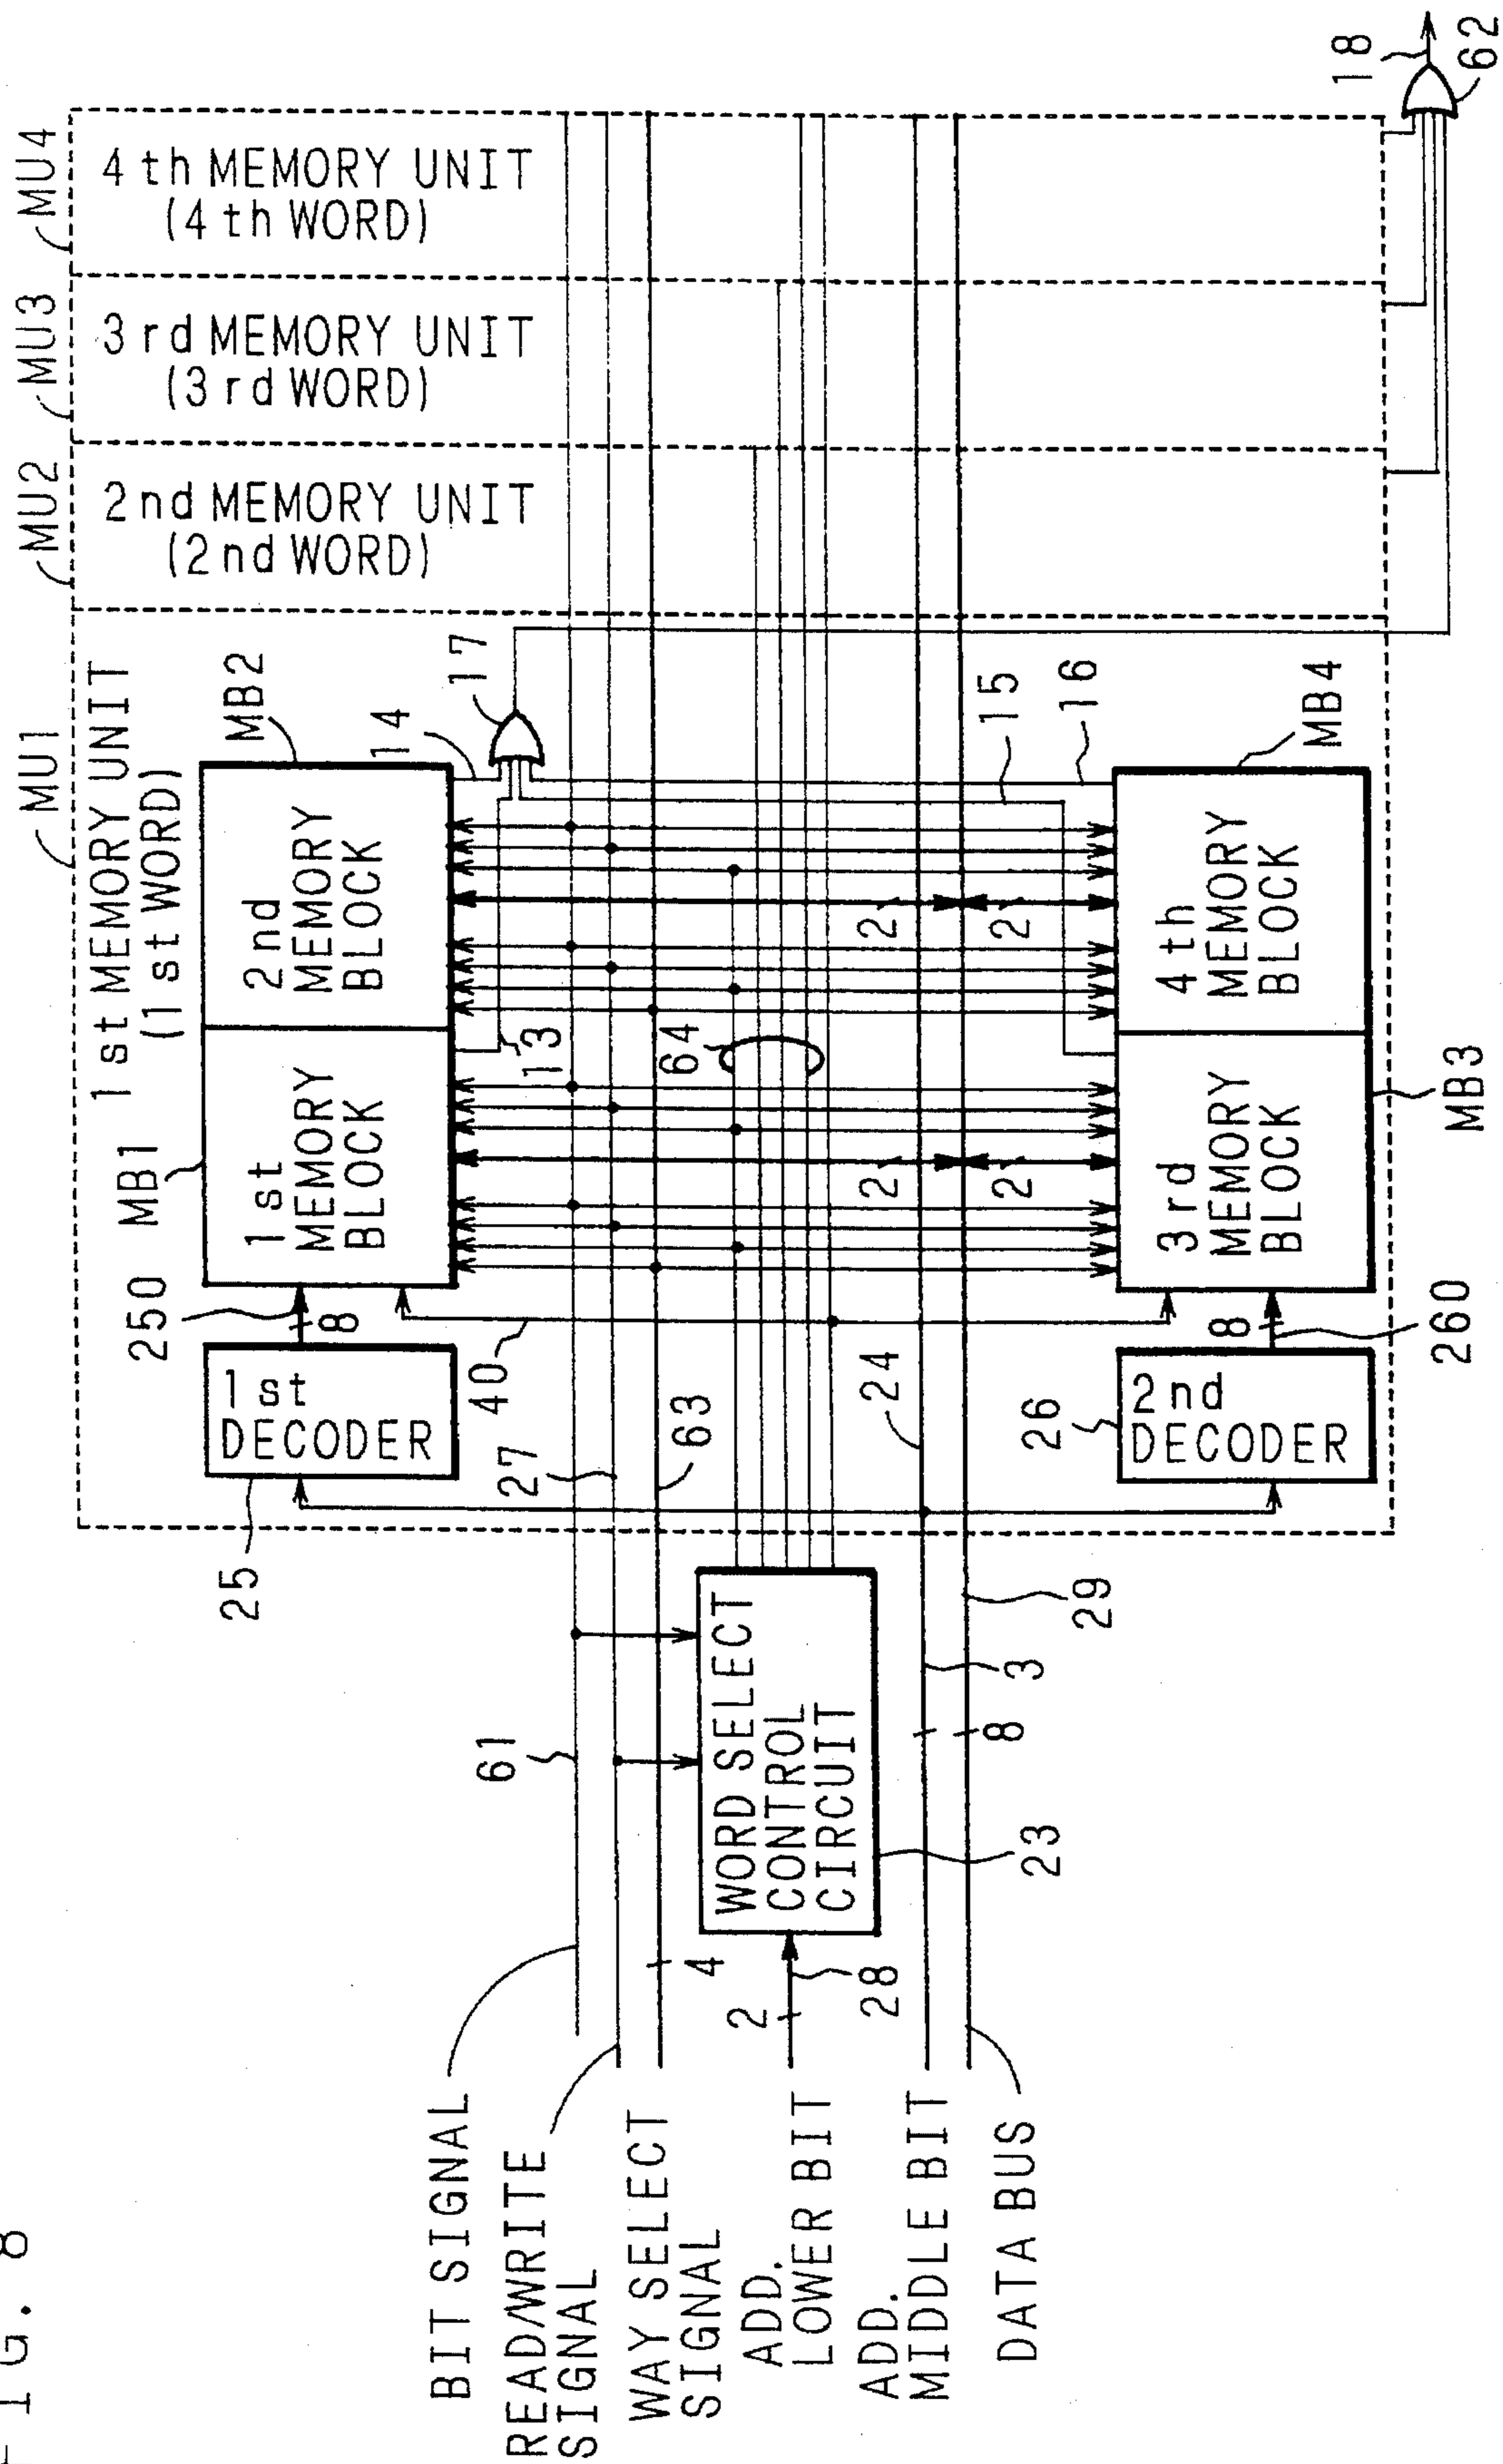 FIG. 8
MU1
MU2
MU3
MU4
1st MEMORY UNIT
(1st WORD)
2nd MEMORY UNIT
(2nd WORD)
3rd MEMORY UNIT
(3rd WORD)
4th MEMORY UNIT
(4th WORD)
25
1st
DECODER
250
8
MB1
1st
MEMORY
BLOCK
MB2
2nd
MEMORY
BLOCK
13
14
17
40
27
63
61
64
24
2
2
2
2
15
16
18
62
BIT SIGNAL
READ/WRITE
SIGNAL
WAY SELECT
SIGNAL
4
ADD.
LOWER BIT
2
28
WORD SELECT
CONTROL
CIRCUIT
23
ADD.
MIDDLE BIT
3
DATA BUS
8
29
26
2nd
DECODER
8
260
3rd
MEMORY
BLOCK
MB3
4th
MEMORY
BLOCK
MB4